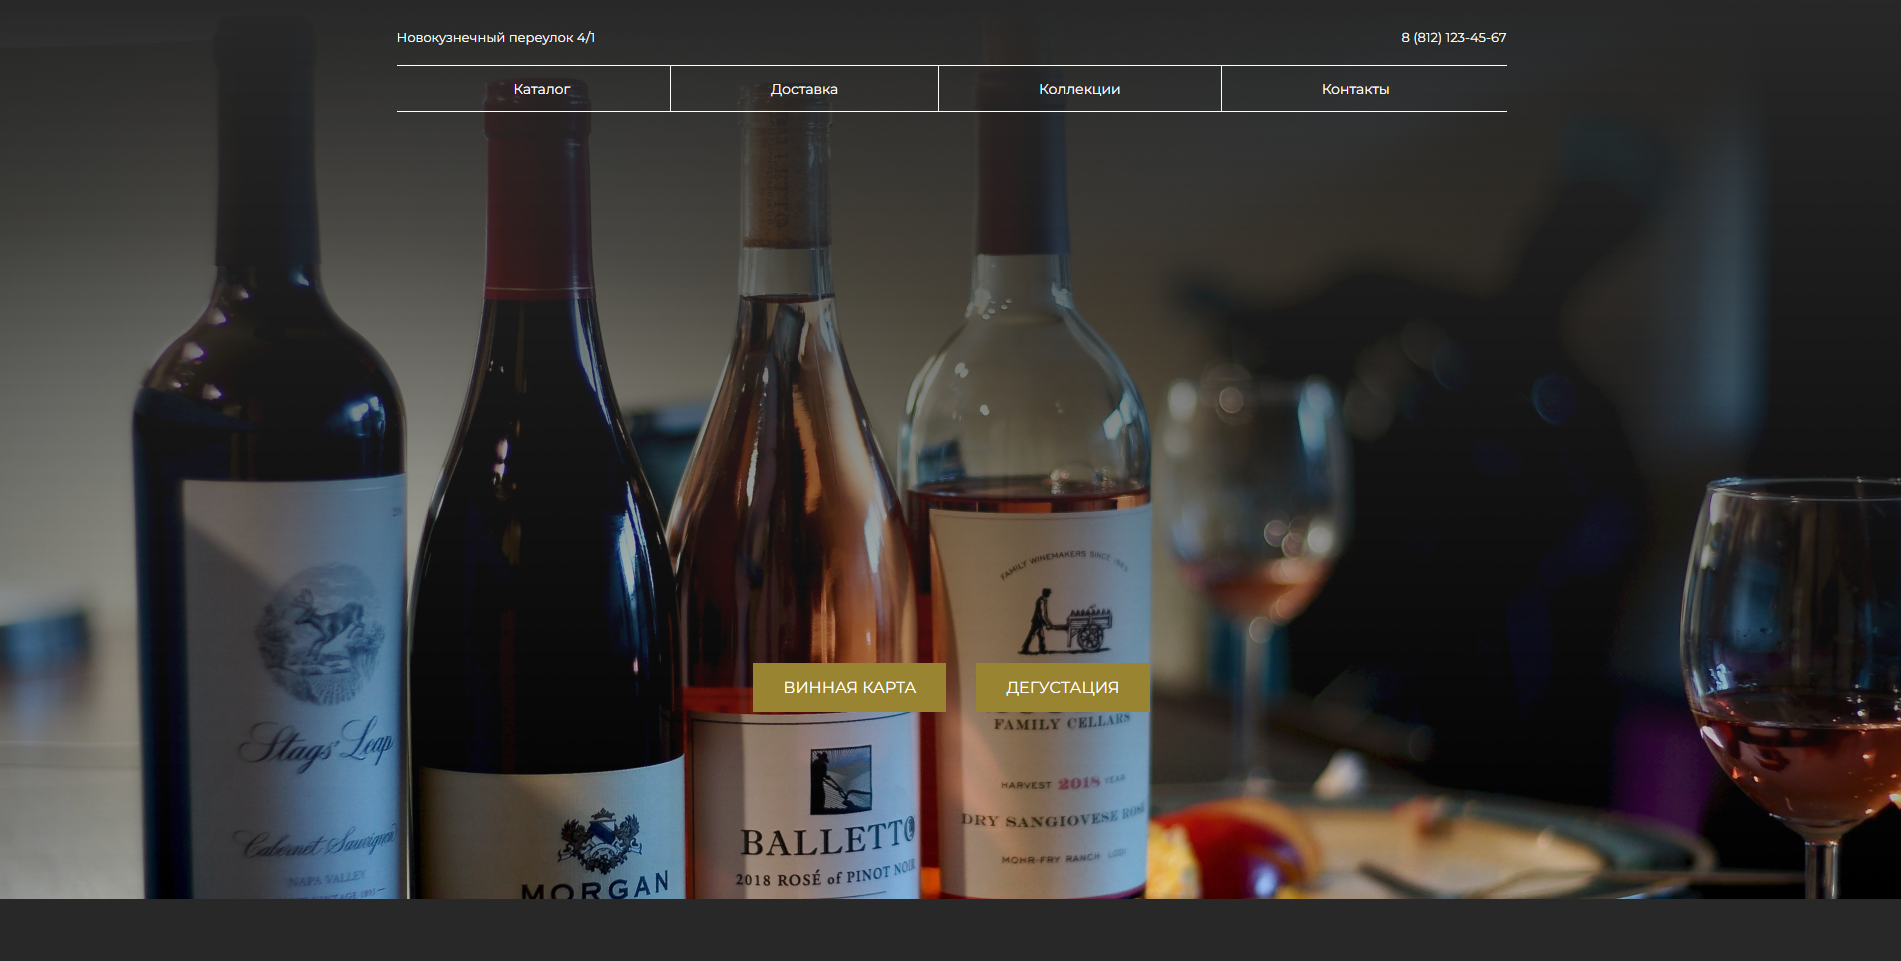 Новокузнечный переулок 4/1
8 (812) 123-45-67
Каталог
Доставка
Коллекции
Контакты
FAMILY WINEMAKERS SINCE
ВИННАЯ КАРТА
ДЕГУСТАЦИЯ
FAMILY CELLARS
Stags' Leap
HARVEST 2018 YEAR
DRY SANGIOVESE ROSÉ
Cabernet Sauvignon
BALLETTO
MOHR-FRY RANCH LODI
NAPA VALLEY
2018 ROSÉ of PINOT NOIR
MORGAN